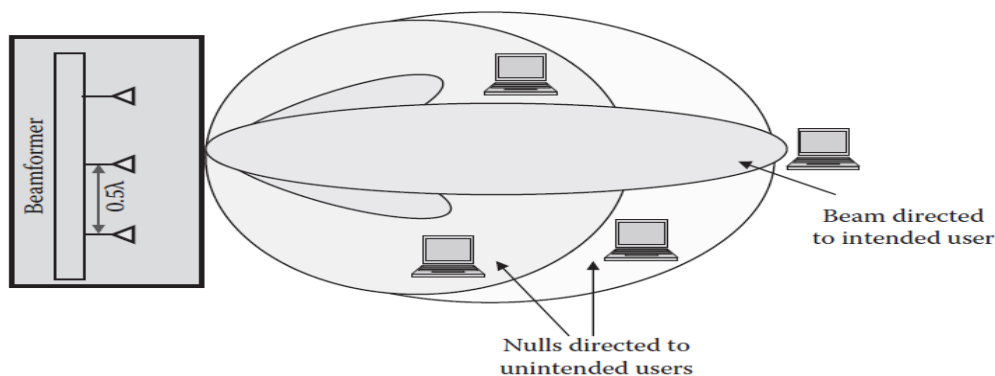 Beamformer
0.5λ
Beam directed
to intended user
Nulls directed to
unintended users